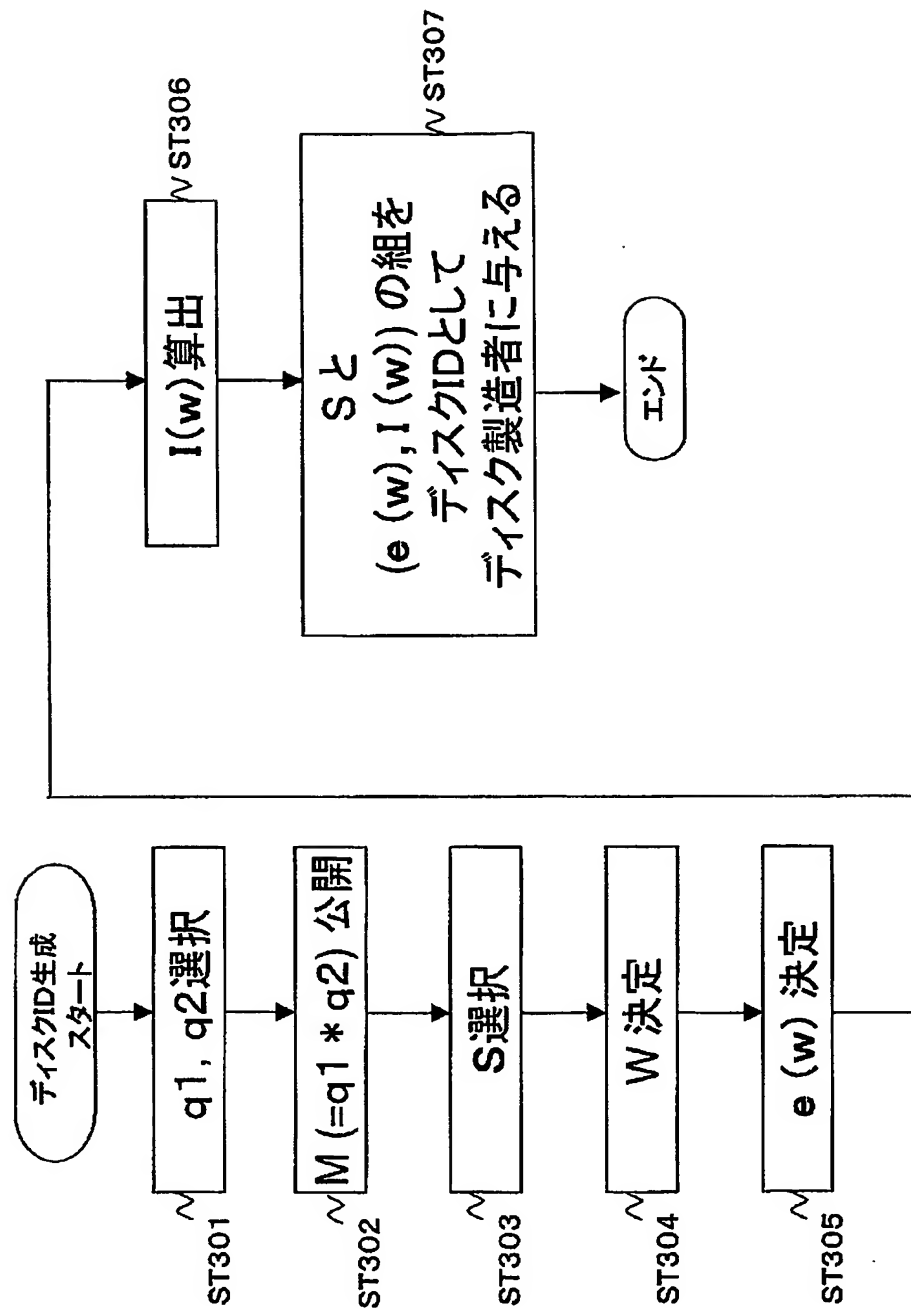 ディスクID生成
スタート
q1, q2選択
ST301
M (=q1 * q2) 公開
ST302
S選択
ST303
W 決定
ST304
e (w) 決定
ST305
I(w)算出
ST306
Sと
(e (w), I (w)) の組を
ディスクIDとして
ディスク製造者に与える
ST307
エンド